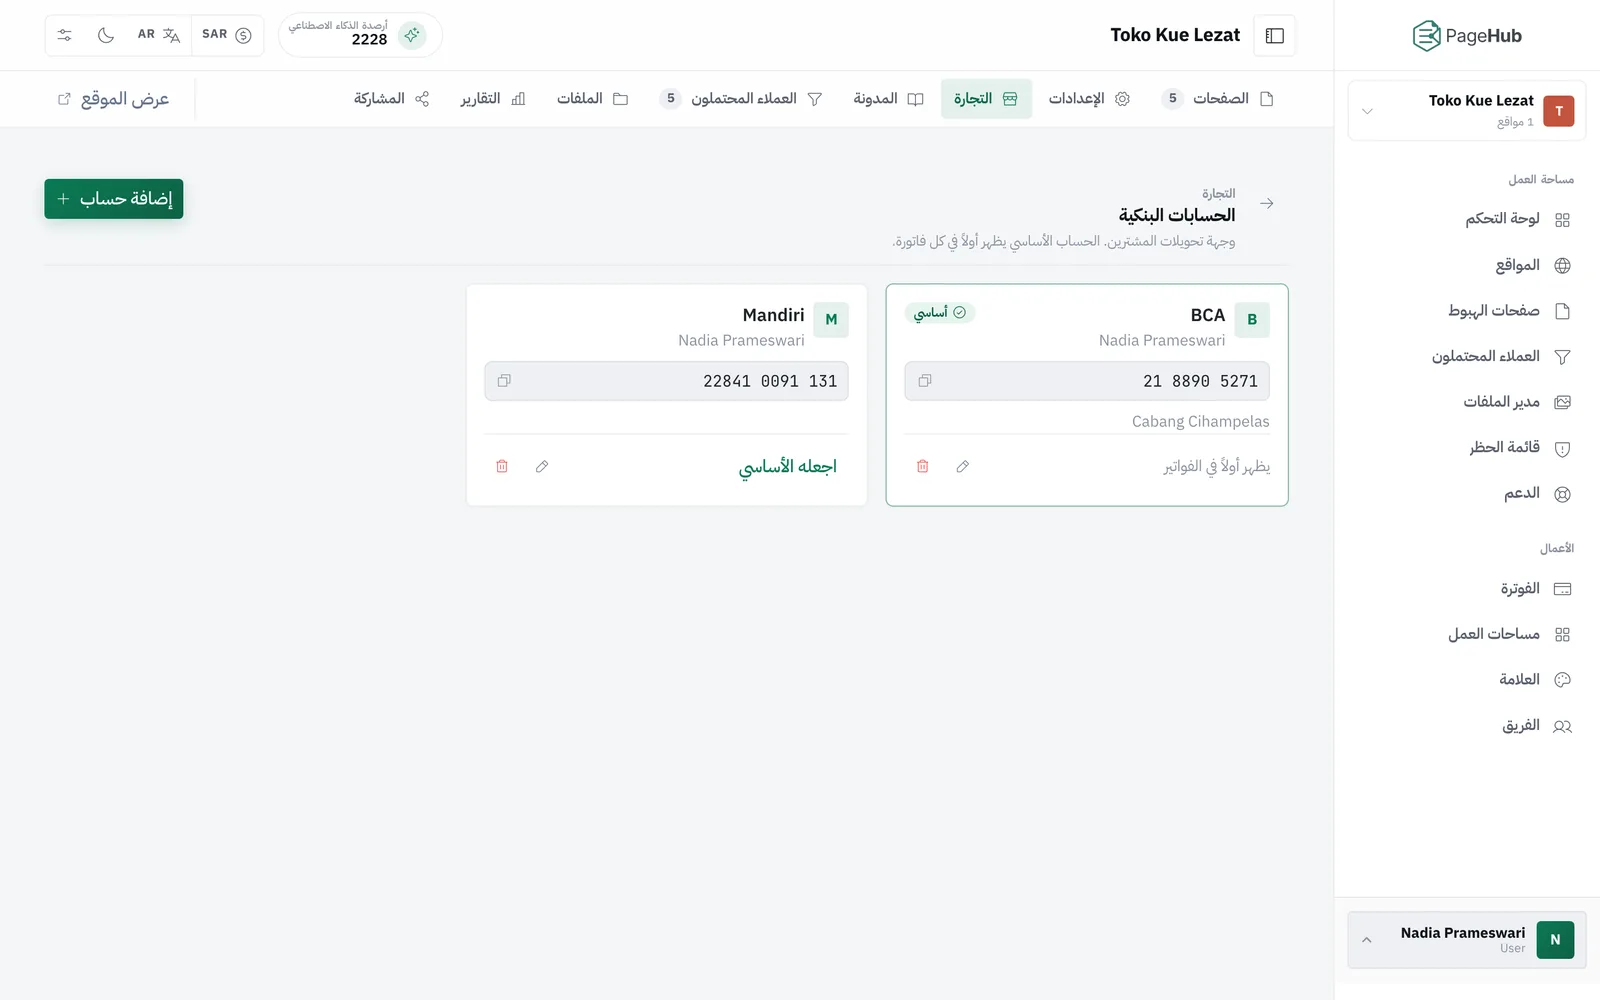 PageHub
Toko Kue Lezat
1 مواقع
T
مساحة العمل
لوحة التحكم
المواقع
صفحات الهبوط
العملاء المحتملون
مدير الملفات
قائمة الحظر
الدعم
الأعمال
الفوترة
مساحات العمل
العلامة
الفريق
Nadia Prameswari
User
N
Toko Kue Lezat
أرصدة الذكاء الاصطناعي
2228
SAR
AR
الصفحات 5
الإعدادات
التجارة
المدونة
العملاء المحتملون 5
الملفات
التقارير
المشاركة
عرض الموقع
التجارة
الحسابات البنكية
وجهة تحويلات المشترين. الحساب الأساسي يظهر أولاً في كل فاتورة.
إضافة حساب
B
BCA
أساسي
Nadia Prameswari
21 8890 5271
Cabang Cihampelas
يظهر أولاً في الفواتير
M
Mandiri
Nadia Prameswari
22841 0091 131
اجعله الأساسي